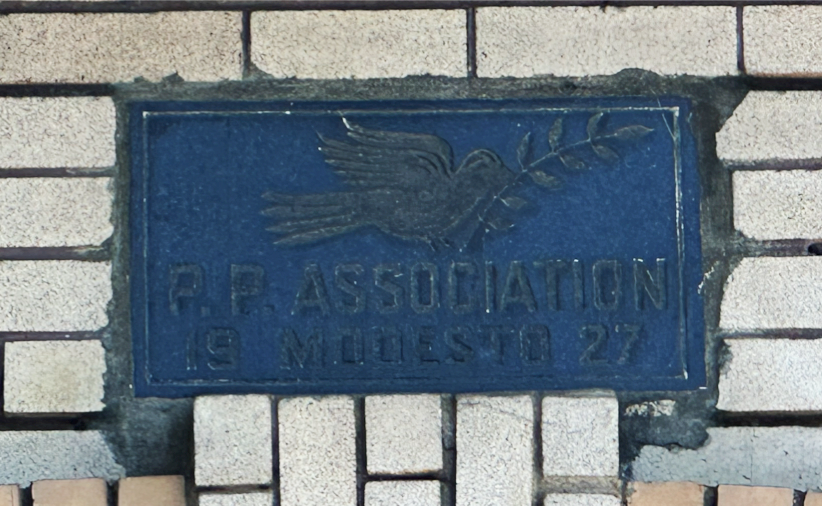 P. P. ASSOCIATION
19 MODESTO 27